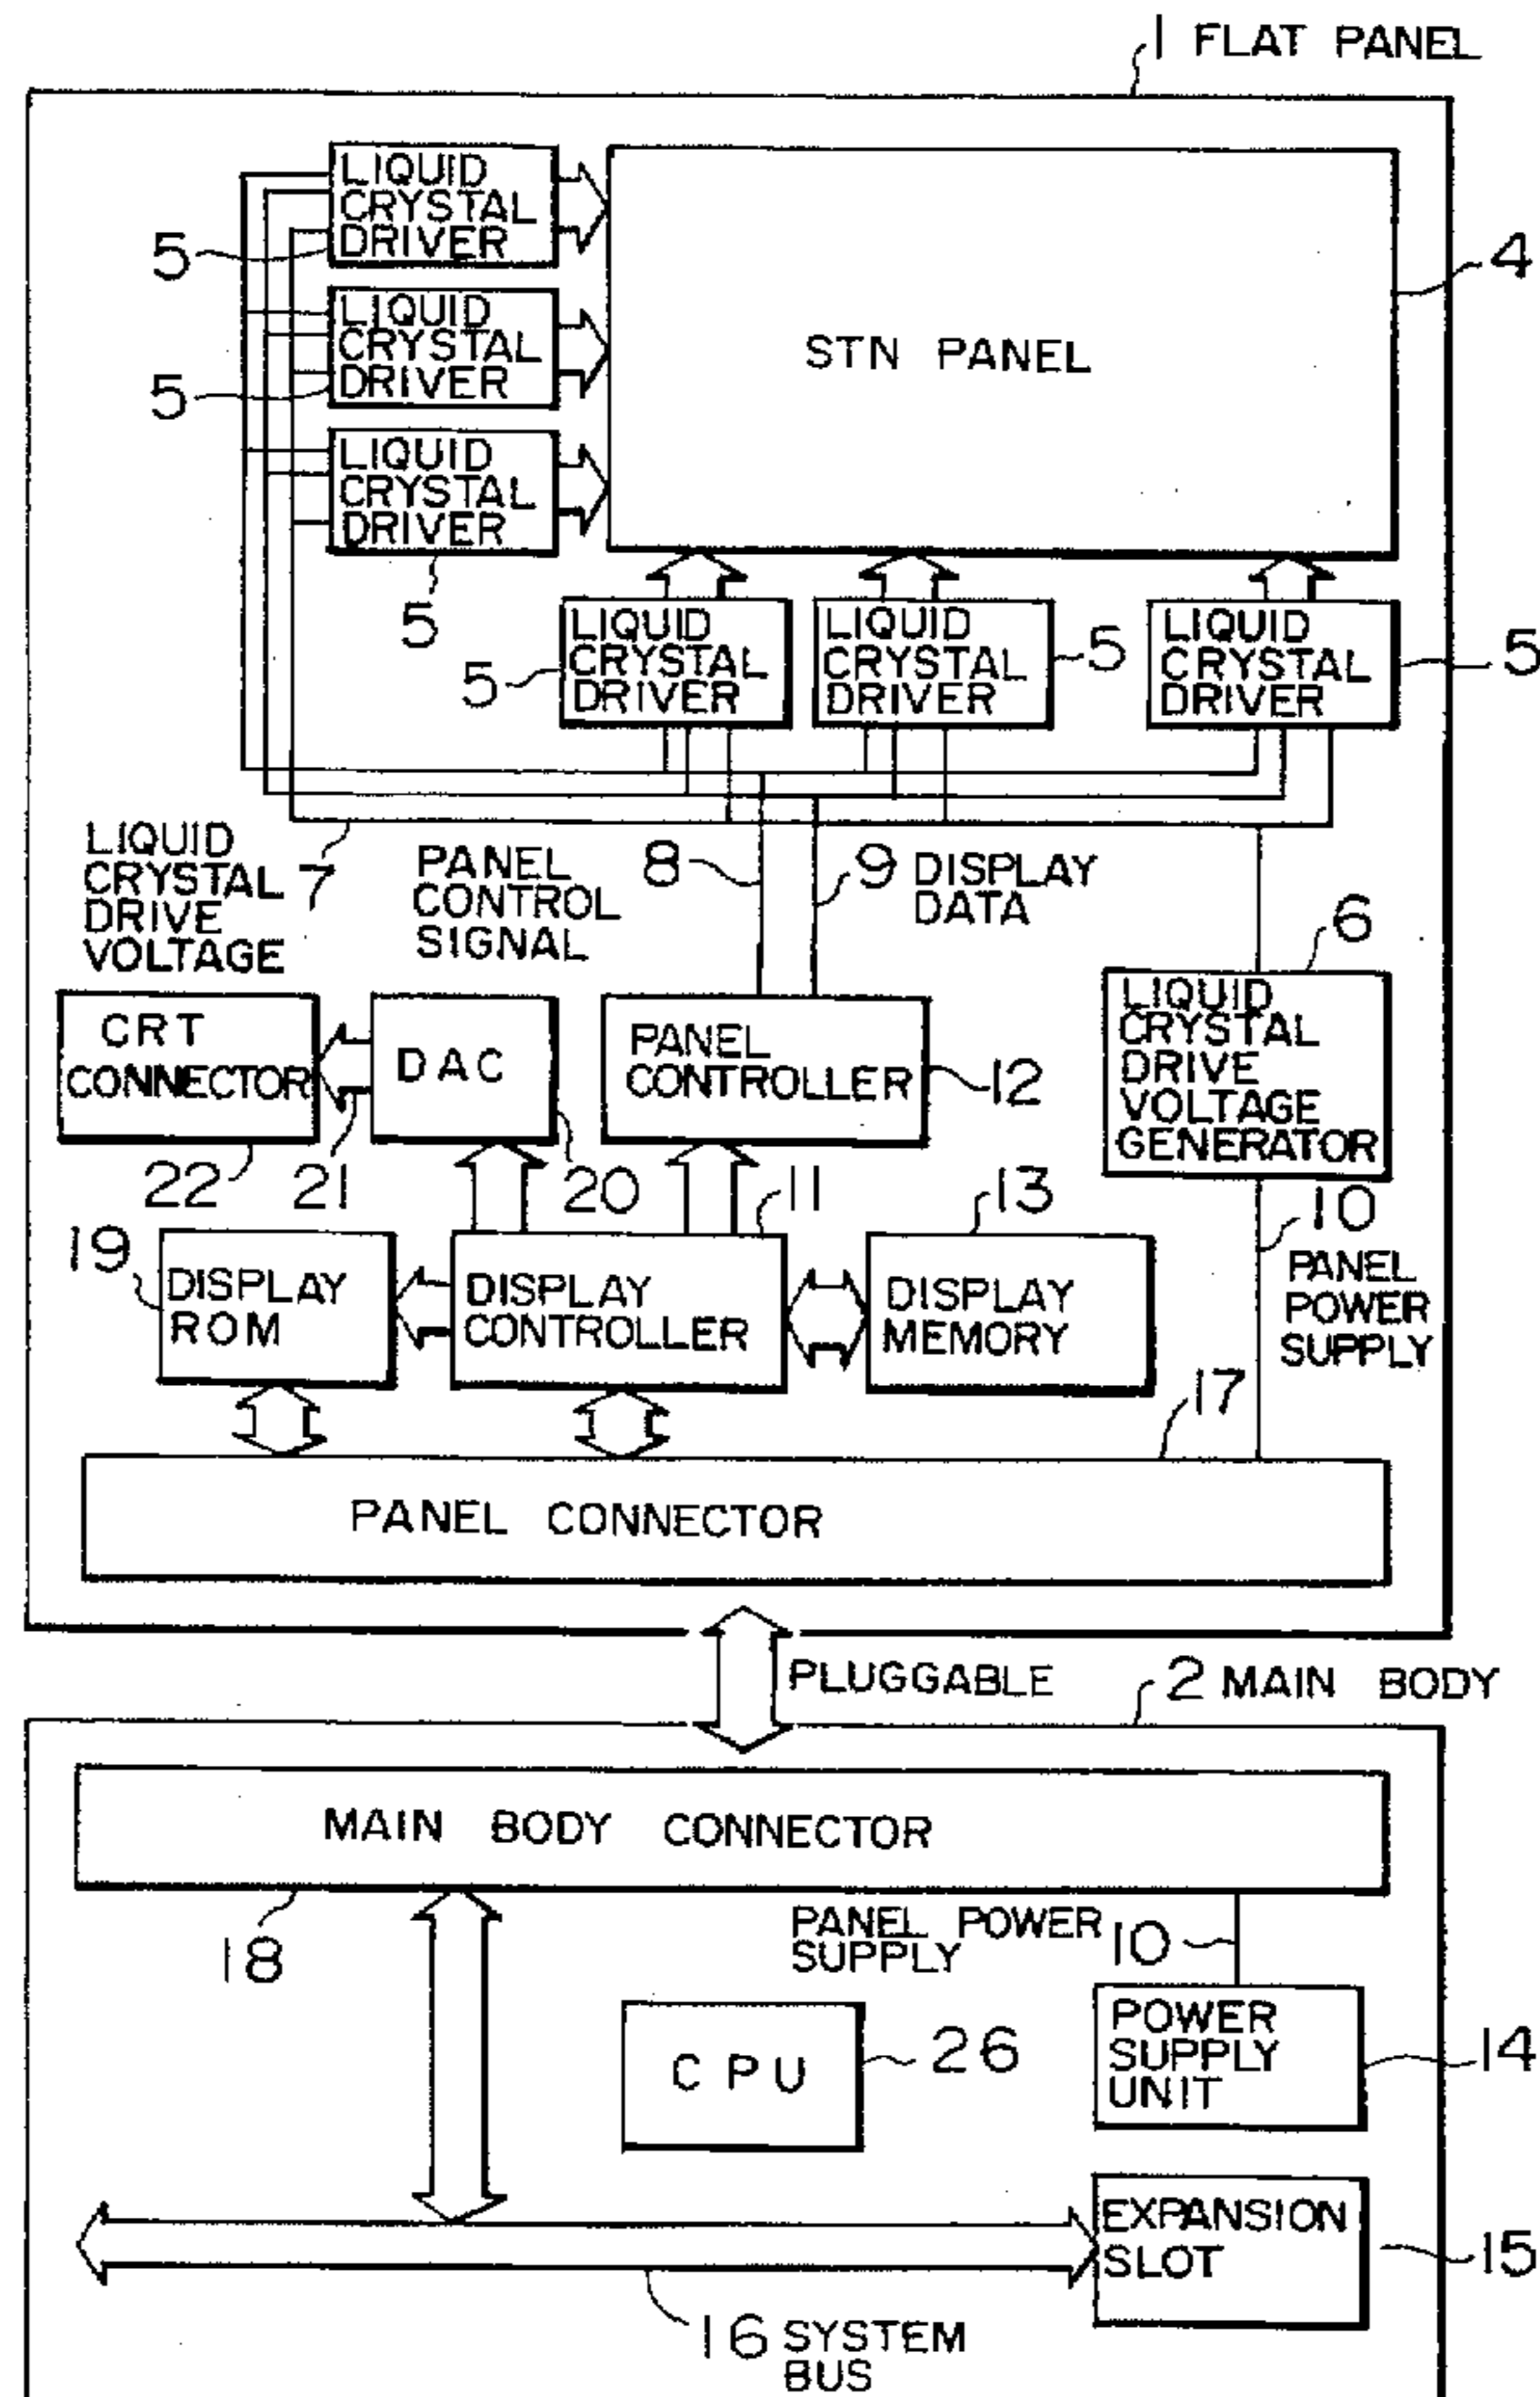 1 FLAT PANEL
LIQUID
CRYSTAL
DRIVER
5
LIQUID
CRYSTAL
DRIVER
5
LIQUID
CRYSTAL
DRIVER
5
STN PANEL
4
LIQUID
CRYSTAL
DRIVER
5
LIQUID
CRYSTAL
DRIVER
5
LIQUID
CRYSTAL
DRIVER
5
LIQUID
CRYSTAL
DRIVE
VOLTAGE
7
PANEL
CONTROL
SIGNAL
8
9 DISPLAY
DATA
6
LIQUID
CRYSTAL
DRIVE
VOLTAGE
GENERATOR
CRT
CONNECTOR
22
21
DAC
20
PANEL
CONTROLLER
12
10
PANEL
POWER
SUPPLY
19
DISPLAY
ROM
DISPLAY
CONTROLLER
11
13
DISPLAY
MEMORY
17
PANEL CONNECTOR
PLUGGABLE
2 MAIN BODY
MAIN BODY CONNECTOR
18
PANEL POWER
SUPPLY
10
CPU
26
POWER
SUPPLY
UNIT
14
EXPANSION
SLOT
15
16 SYSTEM
BUS